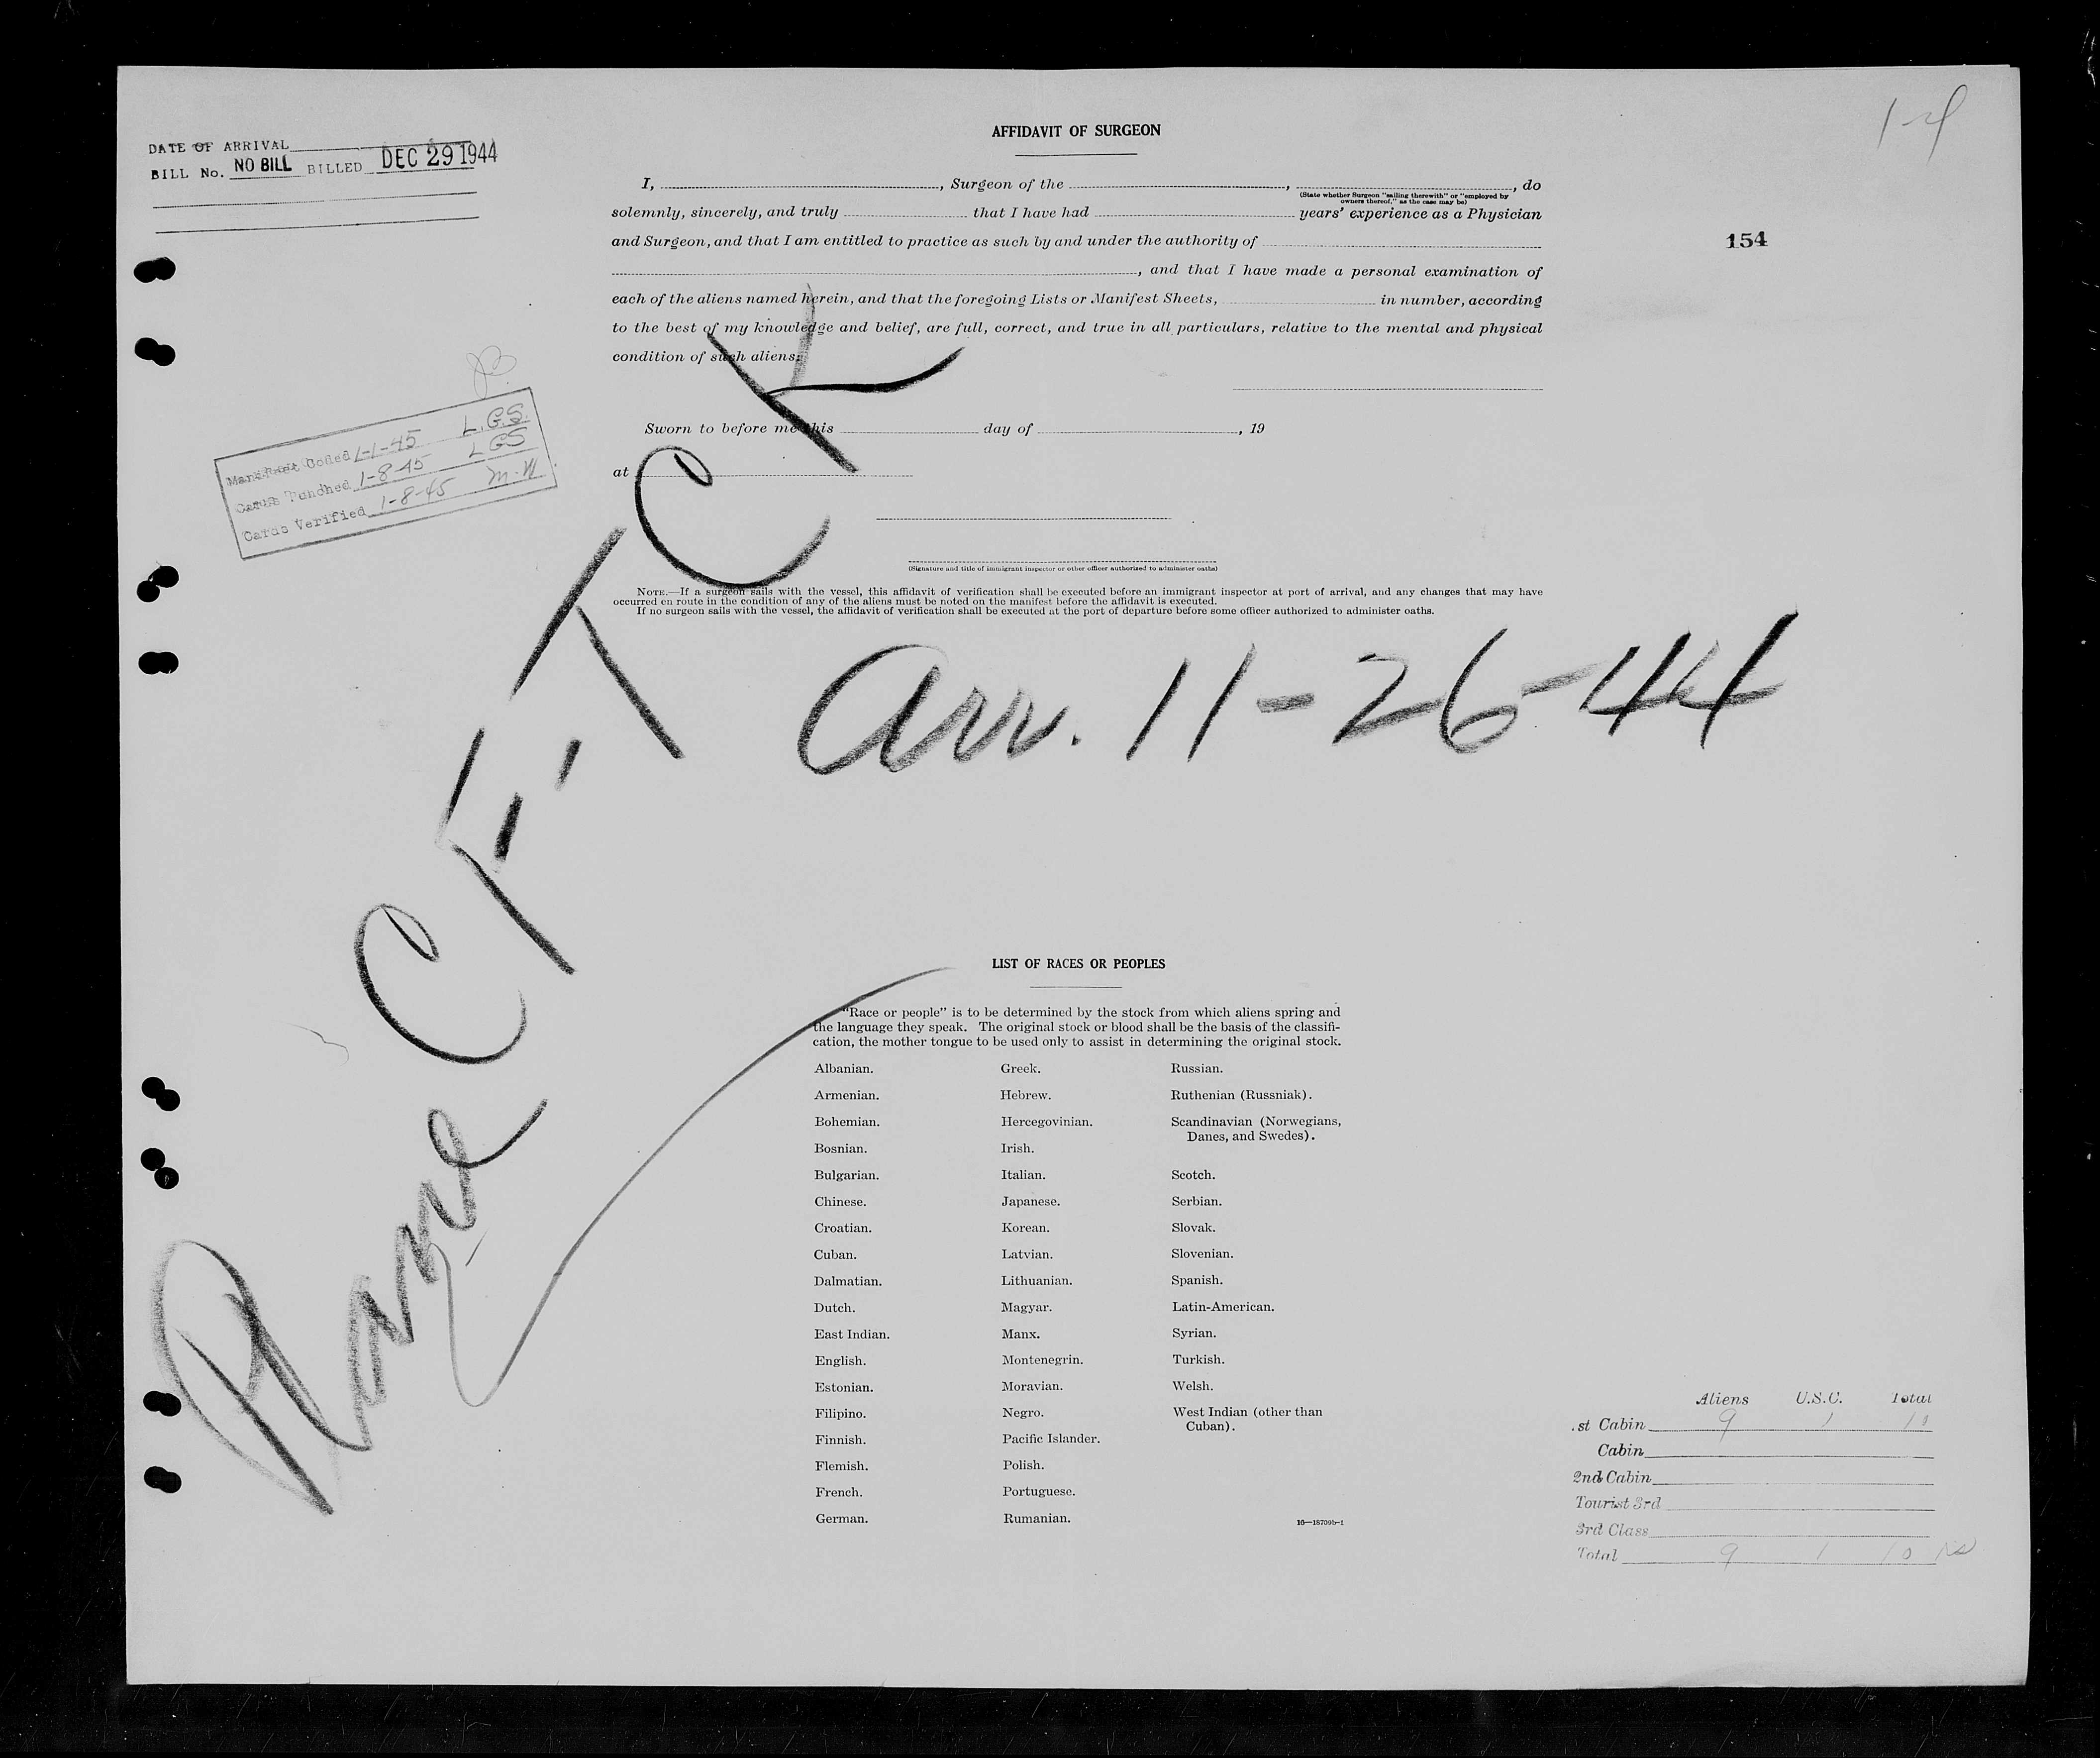 1-4
DATE OF ARRIVAL
BILL No. NO BILL BILLED DEC 29 1944
154
AFFIDAVIT OF SURGEON
I, , Surgeon of the , , do
(State whether Surgeon "sailing therewith" or "employed by
owners thereof," as the case may be)
solemnly, sincerely, and truly that I have had years' experience as a Physician
and Surgeon, and that I am entitled to practice as such by and under the authority of
, and that I have made a personal examination of
each of the aliens named herein, and that the foregoing Lists or Manifest Sheets, in number, according
to the best of my knowledge and belief, are full, correct, and true in all particulars, relative to the mental and physical
condition of such aliens.
Manifest Coded 1-1-45 L.G.S.
Cards Punched 1-8-45 LGS
Cards Verified 1-8-45 M-W
Sworn to before me this day of , 19
at
(Signature and title of immigrant inspector or other officer authorized to administer oaths)
NOTE.—If a surgeon sails with the vessel, this affidavit of verification shall be executed before an immigrant inspector at port of arrival, and any changes that may have
occurred en route in the condition of any of the aliens must be noted on the manifest before the affidavit is executed.
If no surgeon sails with the vessel, the affidavit of verification shall be executed at the port of departure before some officer authorized to administer oaths.
Plane CF-TCK
arr. 11-26-44
LIST OF RACES OR PEOPLES
"Race or people" is to be determined by the stock from which aliens spring and
the language they speak. The original stock or blood shall be the basis of the classifi-
cation, the mother tongue to be used only to assist in determining the original stock.
Albanian.
Armenian.
Bohemian.
Bosnian.
Bulgarian.
Chinese.
Croatian.
Cuban.
Dalmatian.
Dutch.
East Indian.
English.
Estonian.
Filipino.
Finnish.
Flemish.
French.
German.
Greek.
Hebrew.
Hercegovinian.
Irish.
Italian.
Japanese.
Korean.
Latvian.
Lithuanian.
Magyar.
Manx.
Montenegrin.
Moravian.
Negro.
Pacific Islander.
Polish.
Portuguese.
Rumanian.
Russian.
Ruthenian (Russniak).
Scandinavian (Norwegians,
Danes, and Swedes).
Scotch.
Serbian.
Slovak.
Slovenian.
Spanish.
Latin-American.
Syrian.
Turkish.
Welsh.
West Indian (other than
Cuban).
16—18709b-1
Aliens U.S.C. Total
st Cabin 9 1 10
Cabin
2nd Cabin
Tourist 3rd
3rd Class
Total 9 1 10